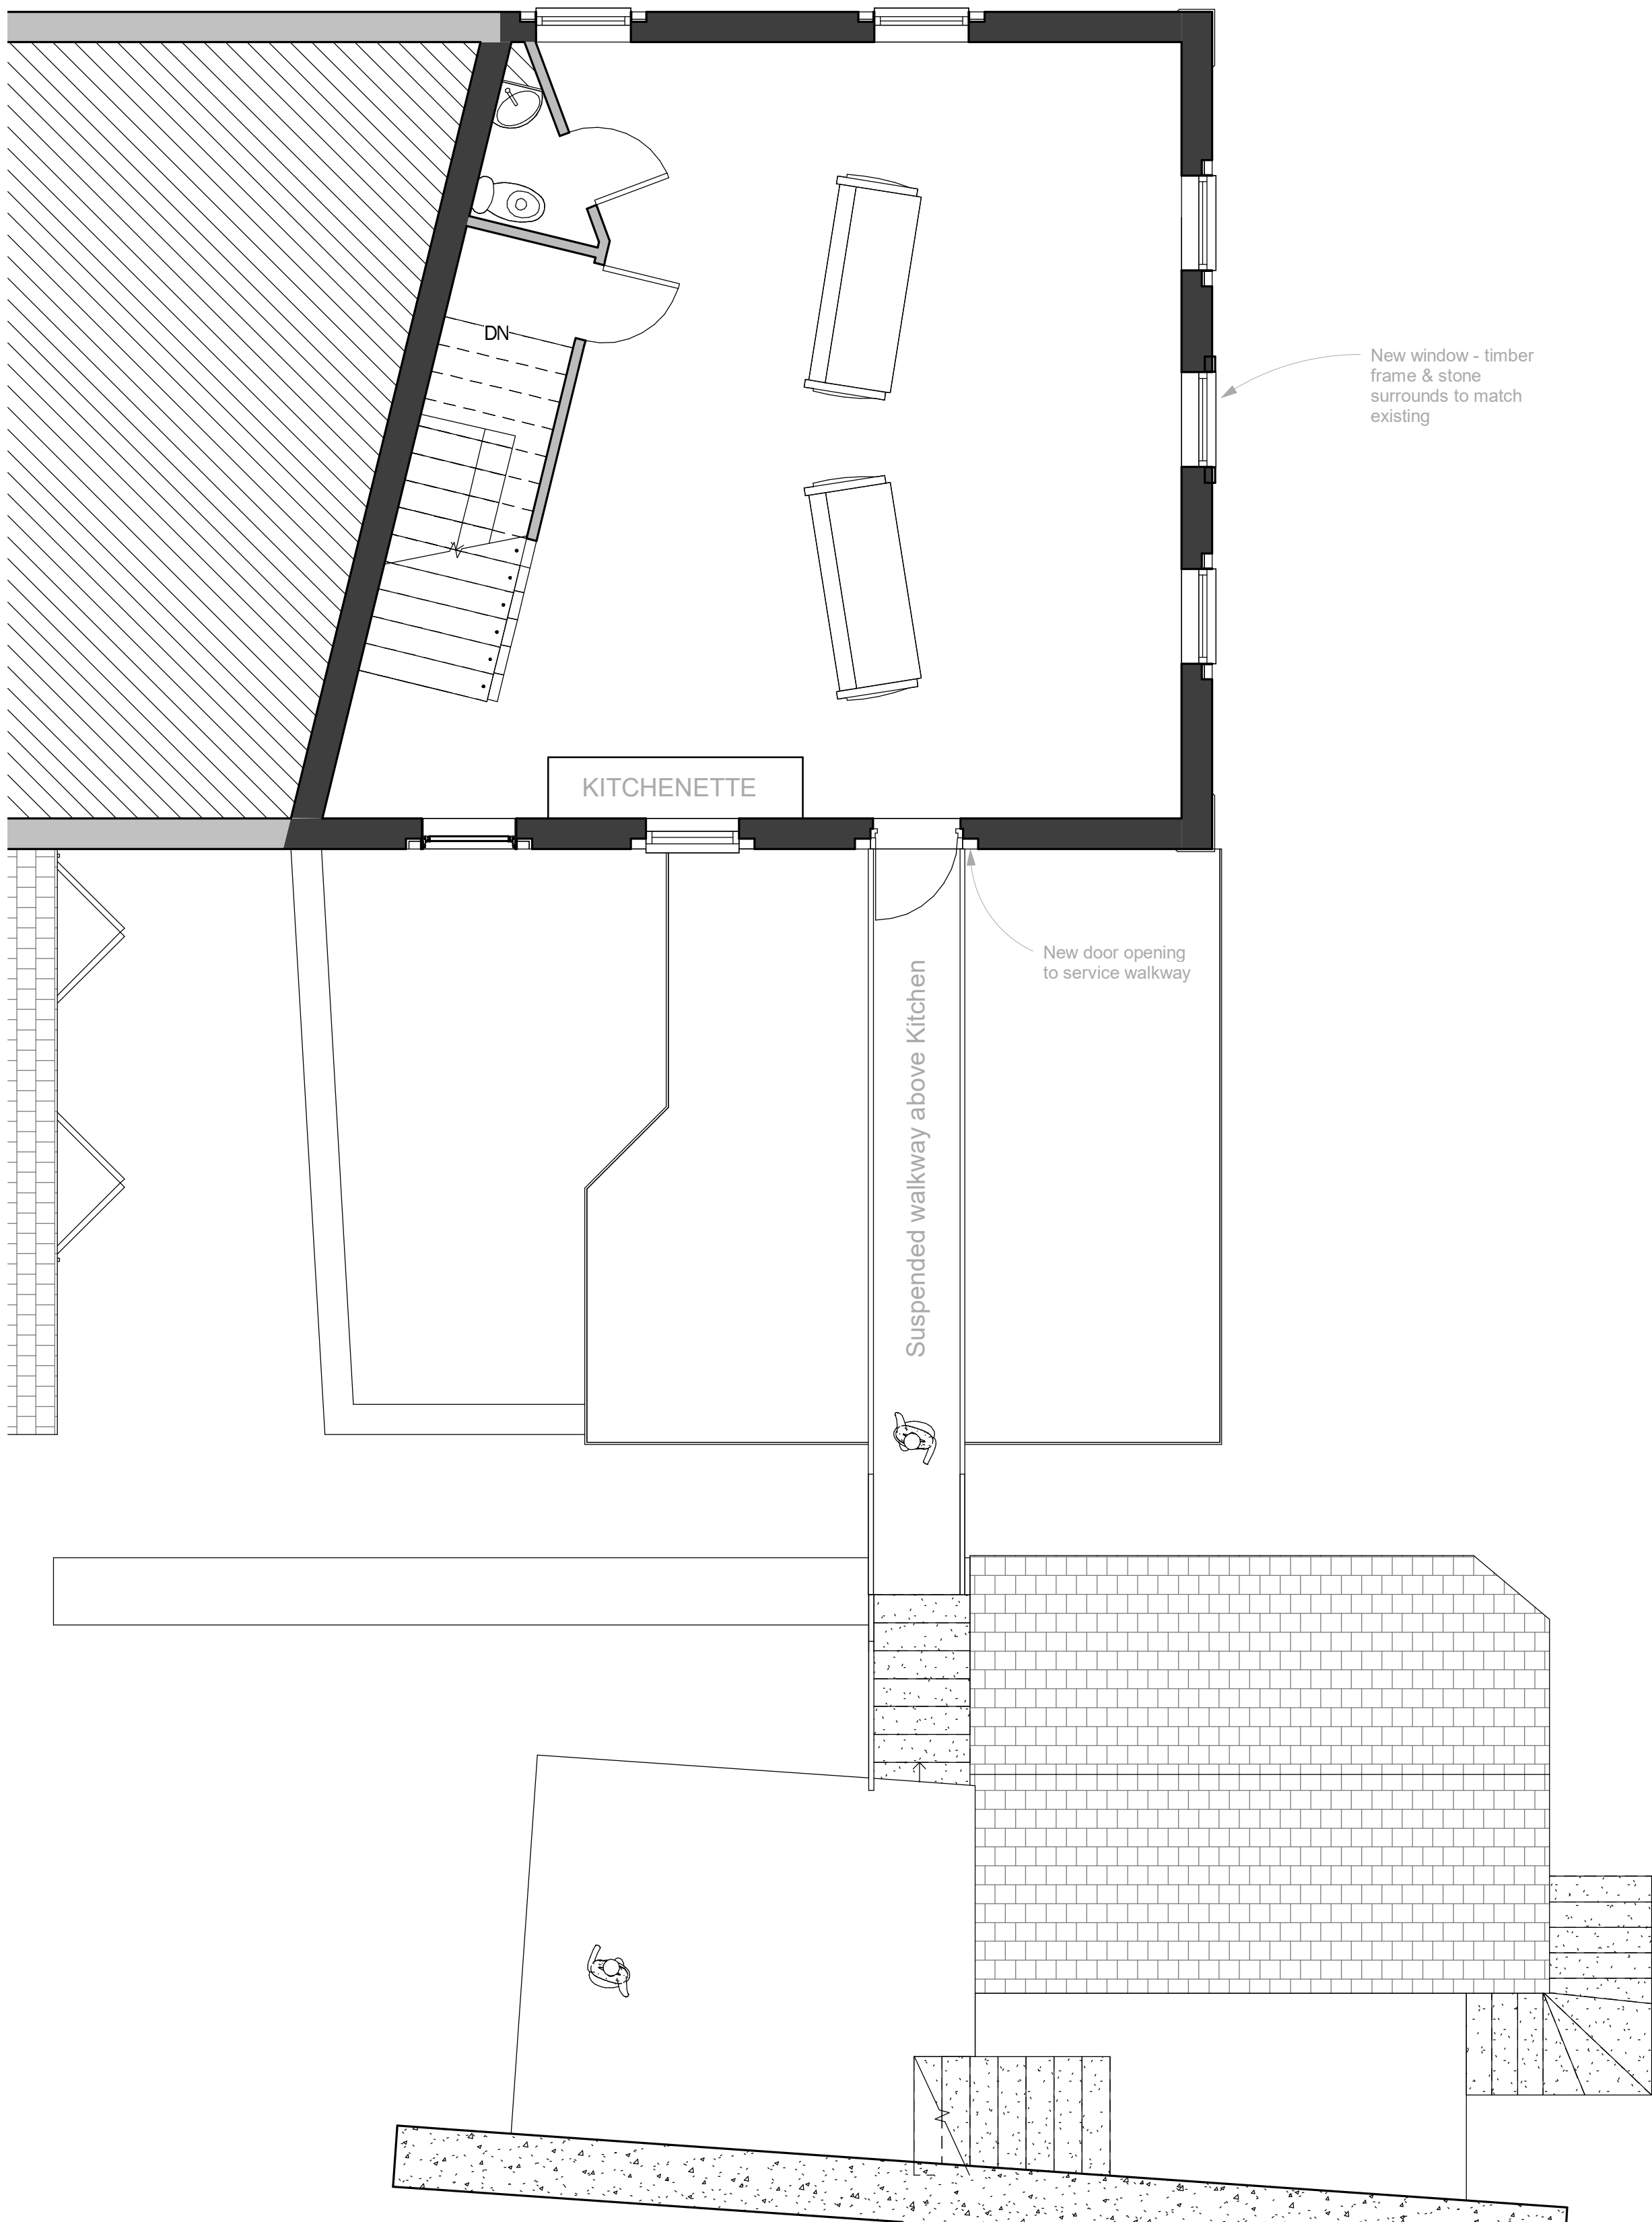 DN
New window - timber
frame & stone
surrounds to match
existing
KITCHENETTE
New door opening
to service walkway
Suspended walkway above Kitchen